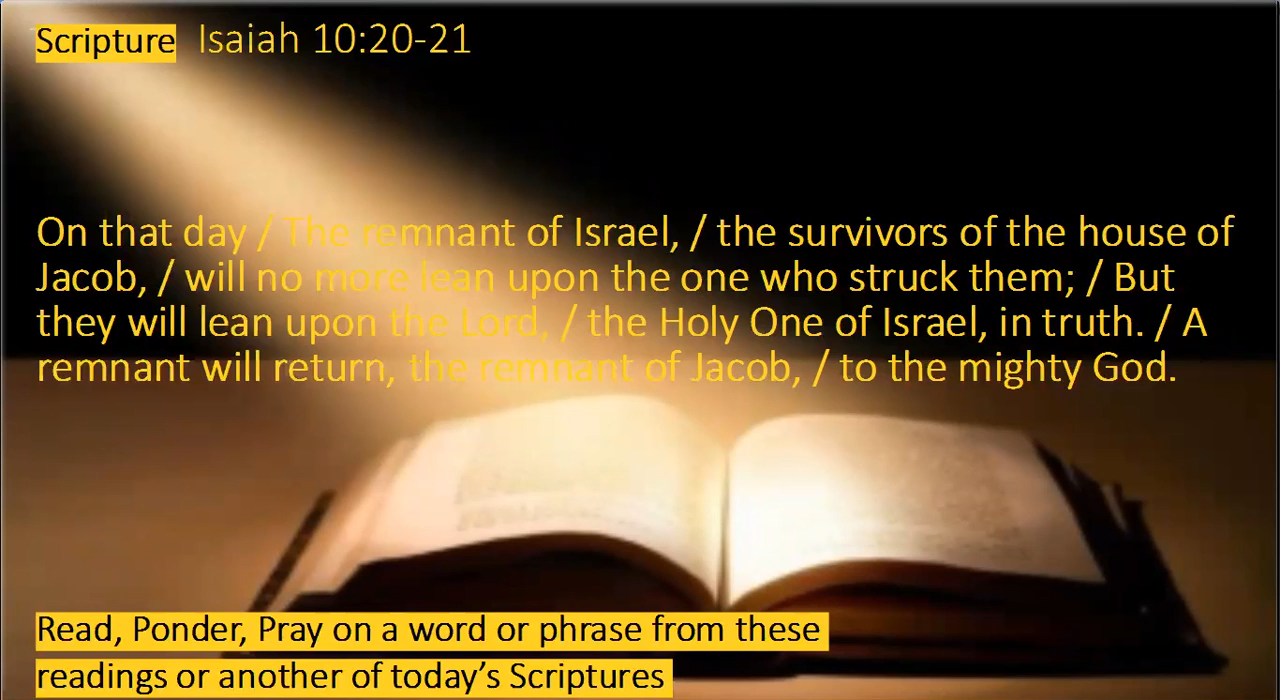 Scripture Isaiah 10:20-21
On that day / The remnant of Israel, / the survivors of the house of
Jacob, / will no more lean upon the one who struck them; / But
they will lean upon the Lord, / the Holy One of Israel, in truth. / A
remnant will return, the remnant of Jacob, / to the mighty God.
Read, Ponder, Pray on a word or phrase from these
readings or another of today’s Scriptures